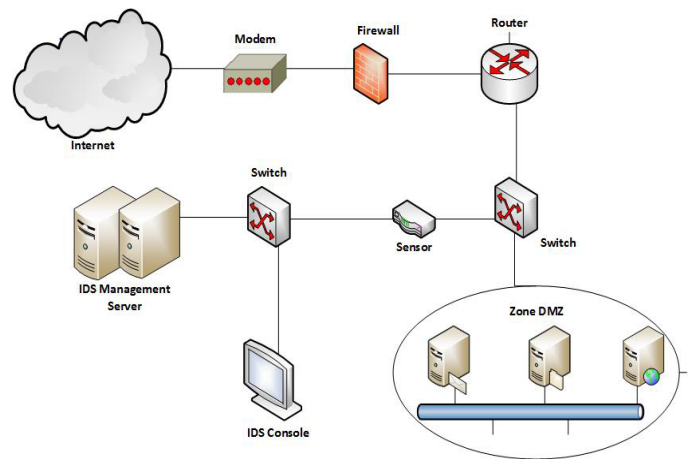 Router
Firewall
Modem
Internet
Switch
Sensor
Switch
IDS Management
Server
Zone DMZ
IDS Console